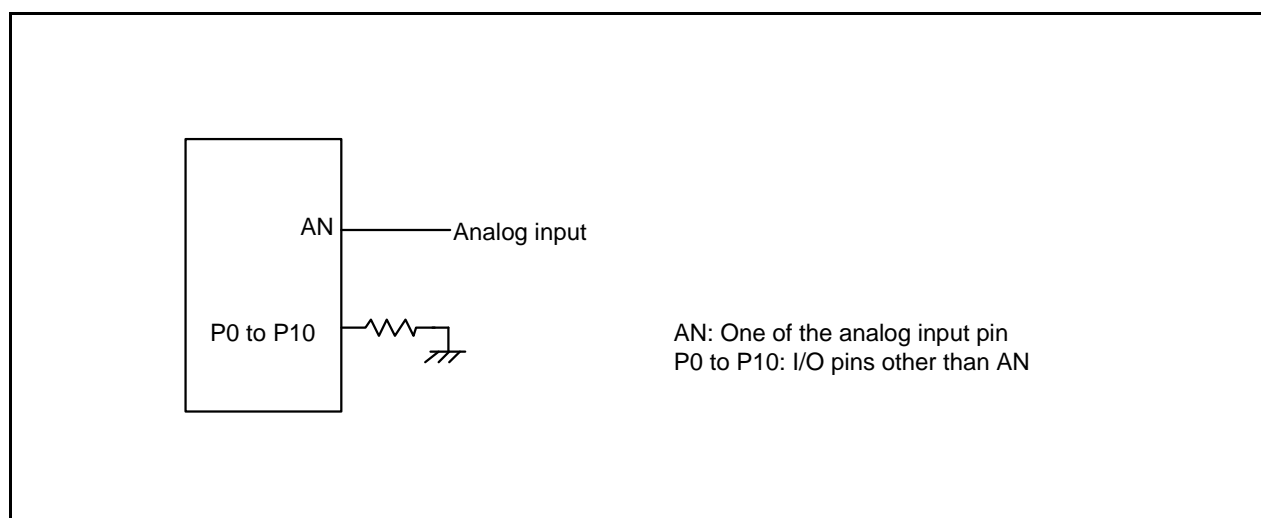 AN
Analog input
P0 to P10
AN: One of the analog input pin
P0 to P10: I/O pins other than AN